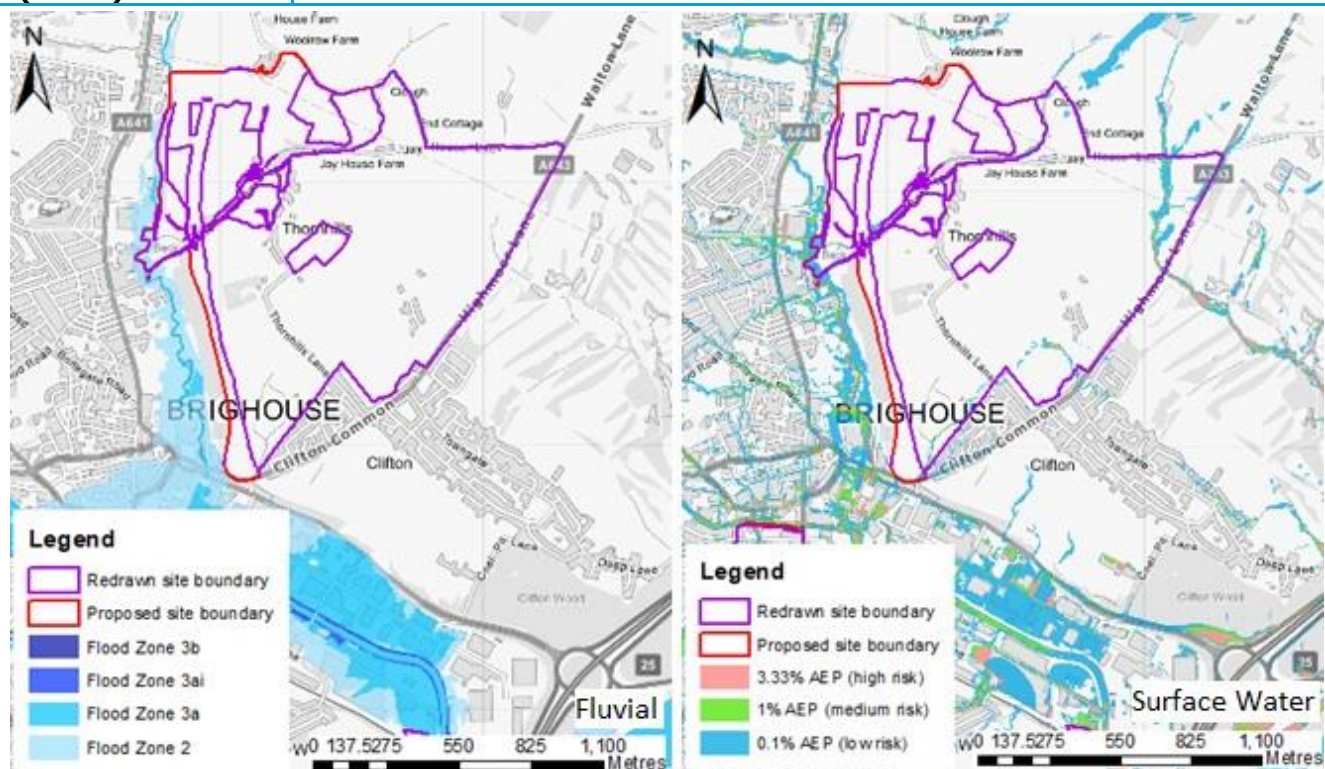 N
House Farm
Woolrow Farm
Walton-Lane
A641
Clough
End Cottage
Jay House Farm
Thornhills
Highmoor-Lane
Thornhills Lane
BRIGHOUSE
Clifton-Common
Towngate
Clifton
Coal Pit Lane
Deep Lane
Clifton Wood
25
Legend
Redrawn site boundary
Proposed site boundary
Flood Zone 3b
Flood Zone 3ai
Flood Zone 3a
Flood Zone 2
Fluvial
0 137.5275 550 825 1,100
Metres
N
Clough
House Farm
Woolrow Farm
Walton-Lane
A641
Clough
End Cottage
Jay House Farm
Thornhills
Highmoor-Lane
Thornhills Lane
BRIGHOUSE
Clifton-Common
Towngate
Clifton
Coal Pit Lane
Deep Lane
Clifton Wood
Legend
Redrawn site boundary
Proposed site boundary
3.33% AEP (high risk)
1% AEP (medium risk)
0.1% AEP (low risk)
Surface Water
0 137.5275 550 825 1,100
Metres